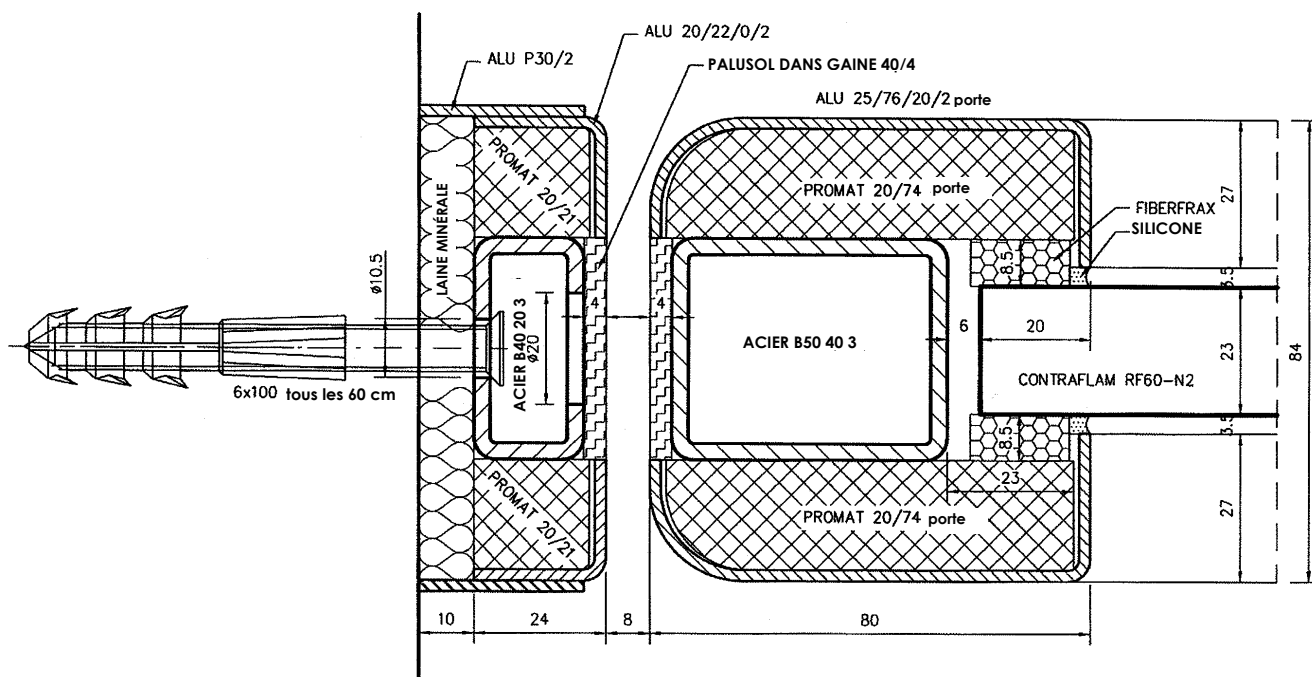 ALU 20/22/0/2
ALU P30/2
PALUSOL DANS GAINE 40/4
ALU 25/76/20/2 porte
PROMAT 20/21
PROMAT 20/74 porte
27
FIBERFRAX
SILICONE
LAINE MINÉRALE
ø10.5
8.5
3.5
4
4
ACIER B40 20 3
ø20
ACIER B50 40 3
6
20
23
84
CONTRAFLAM RF60-N2
6x100 tous les 60 cm
8.5
3.5
23
PROMAT 20/21
PROMAT 20/74 porte
27
10
24
8
80